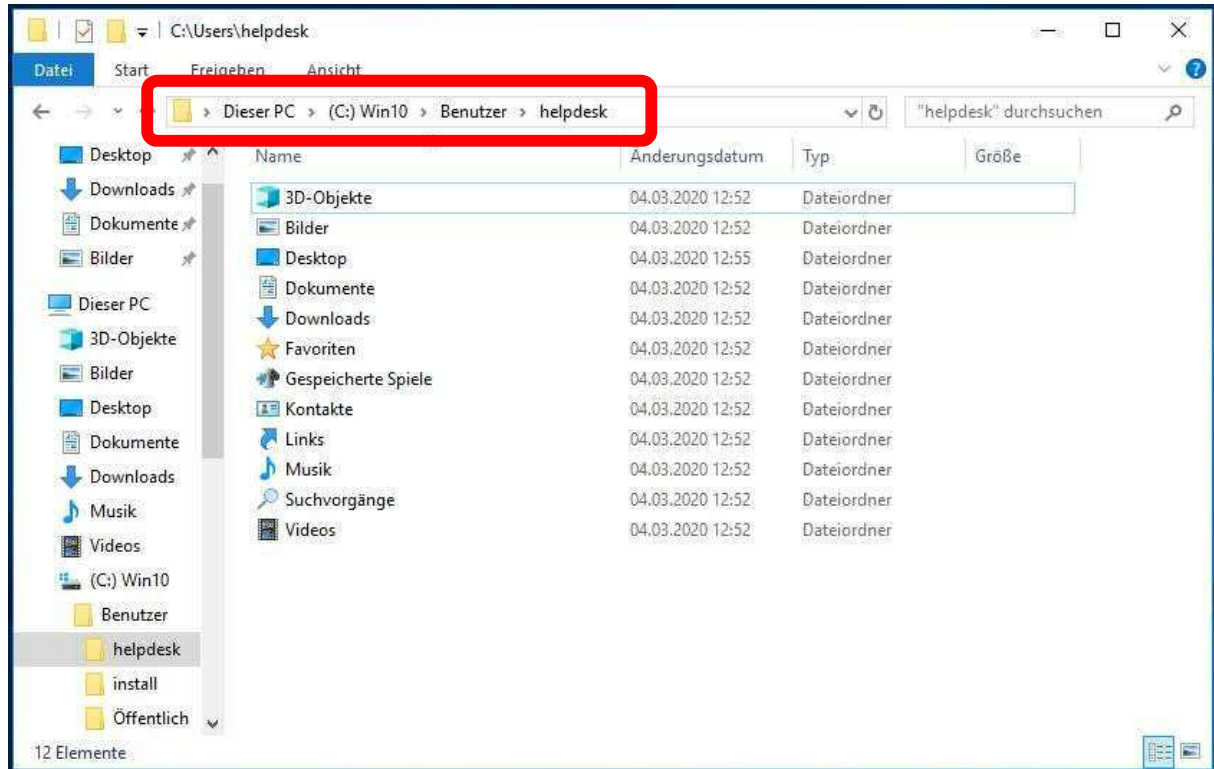 C:\Users\helpdesk
Datei Start Freigeben Ansicht
Dieser PC > (C:) Win10 > Benutzer > helpdesk "helpdesk" durchsuchen
Desktop
Downloads
Dokumente
Bilder
Dieser PC
3D-Objekte
Bilder
Desktop
Dokumente
Downloads
Musik
Videos
(C:) Win10
Benutzer
helpdesk
install
Öffentlich
Name Änderungsdatum Typ Größe
3D-Objekte 04.03.2020 12:52 Dateiordner
Bilder 04.03.2020 12:52 Dateiordner
Desktop 04.03.2020 12:55 Dateiordner
Dokumente 04.03.2020 12:52 Dateiordner
Downloads 04.03.2020 12:52 Dateiordner
Favoriten 04.03.2020 12:52 Dateiordner
Gespeicherte Spiele 04.03.2020 12:52 Dateiordner
Kontakte 04.03.2020 12:52 Dateiordner
Links 04.03.2020 12:52 Dateiordner
Musik 04.03.2020 12:52 Dateiordner
Suchvorgänge 04.03.2020 12:52 Dateiordner
Videos 04.03.2020 12:52 Dateiordner
12 Elemente